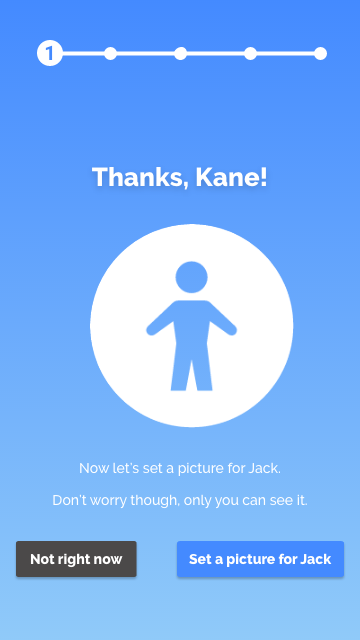 1
Thanks, Kane!
Now let's set a picture for Jack.
Don't worry though, only you can see it.
Not right now
Set a picture for Jack